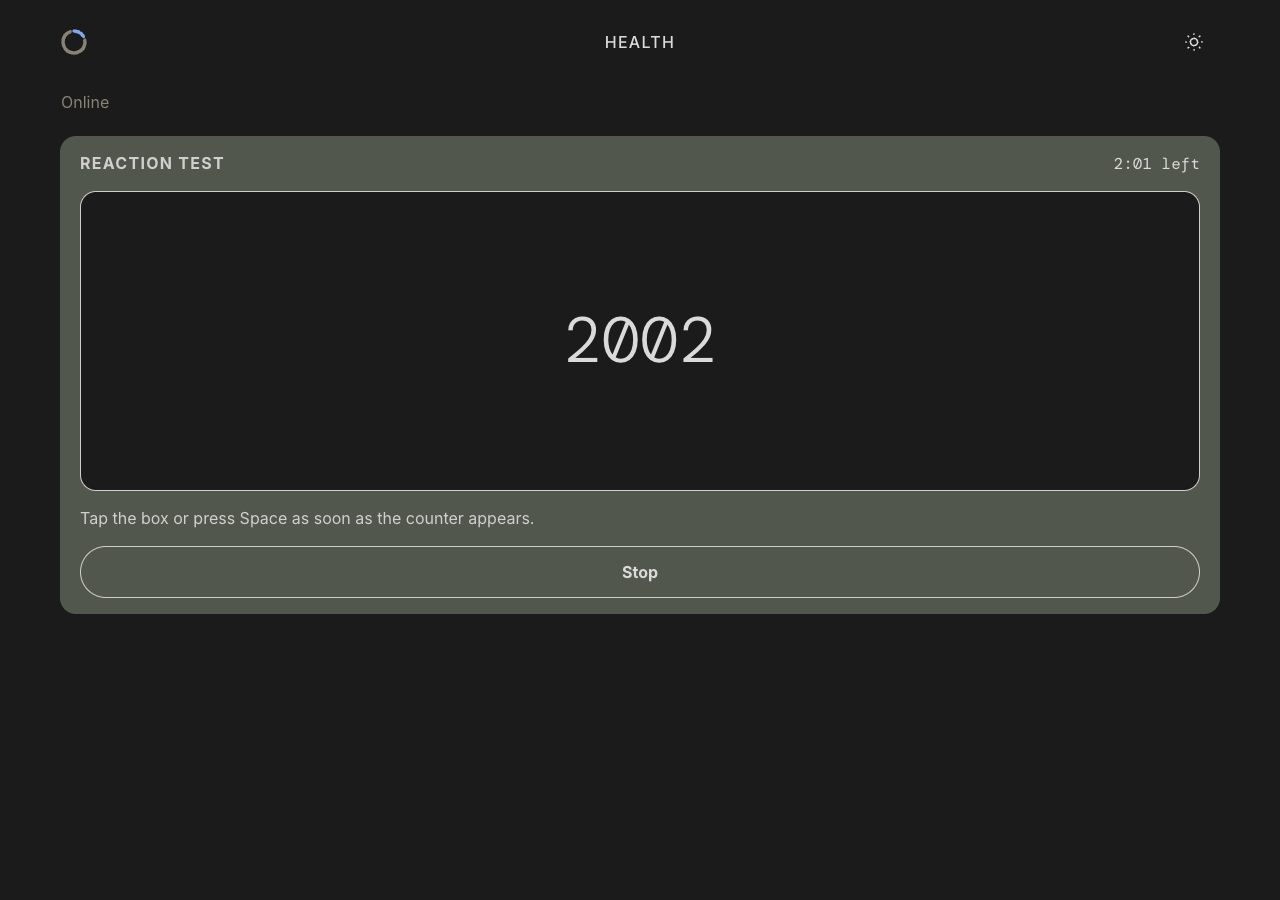 HEALTH
Online
REACTION TEST
2:01 left
2002
Tap the box or press Space as soon as the counter appears.
Stop